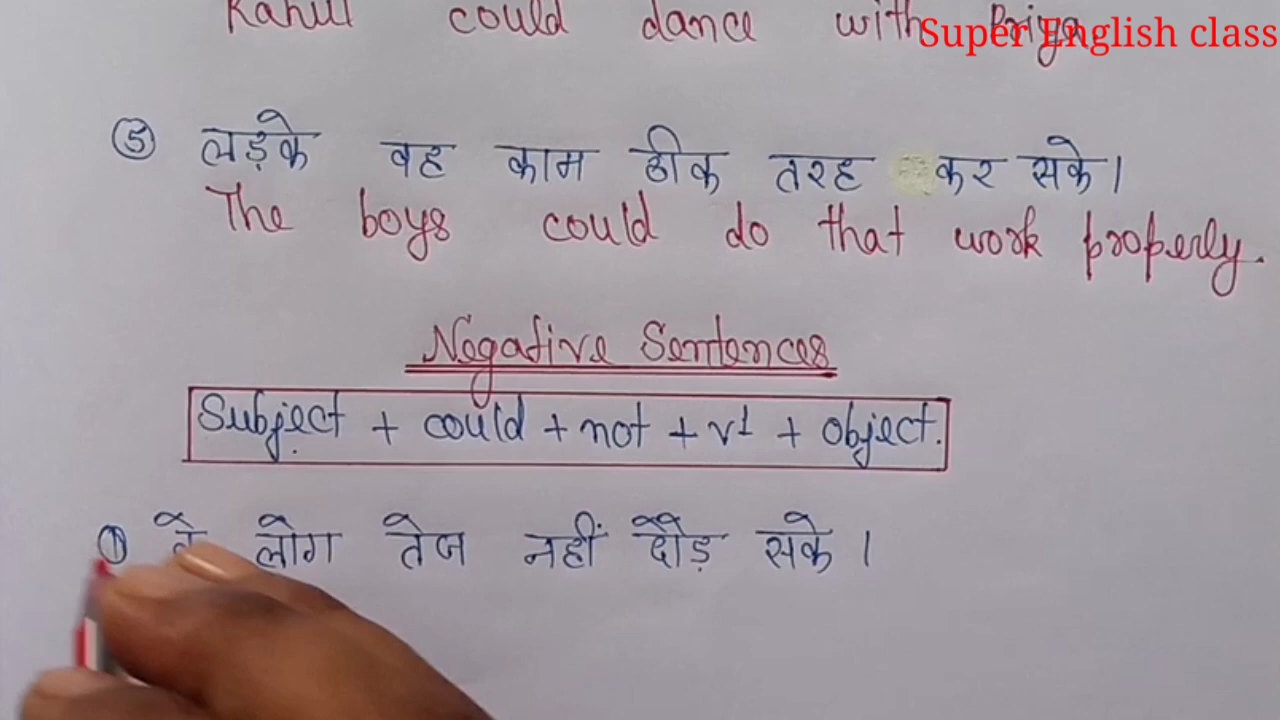 Rahul could dance with Priya
Super English class
⑤ लड़के वह काम ठीक तरह कर सके।
The boys could do that work properly.
Negative Sentences
Subject + could + not + v1 + object.
① वे लोग तेज नहीं दौड़ सके।